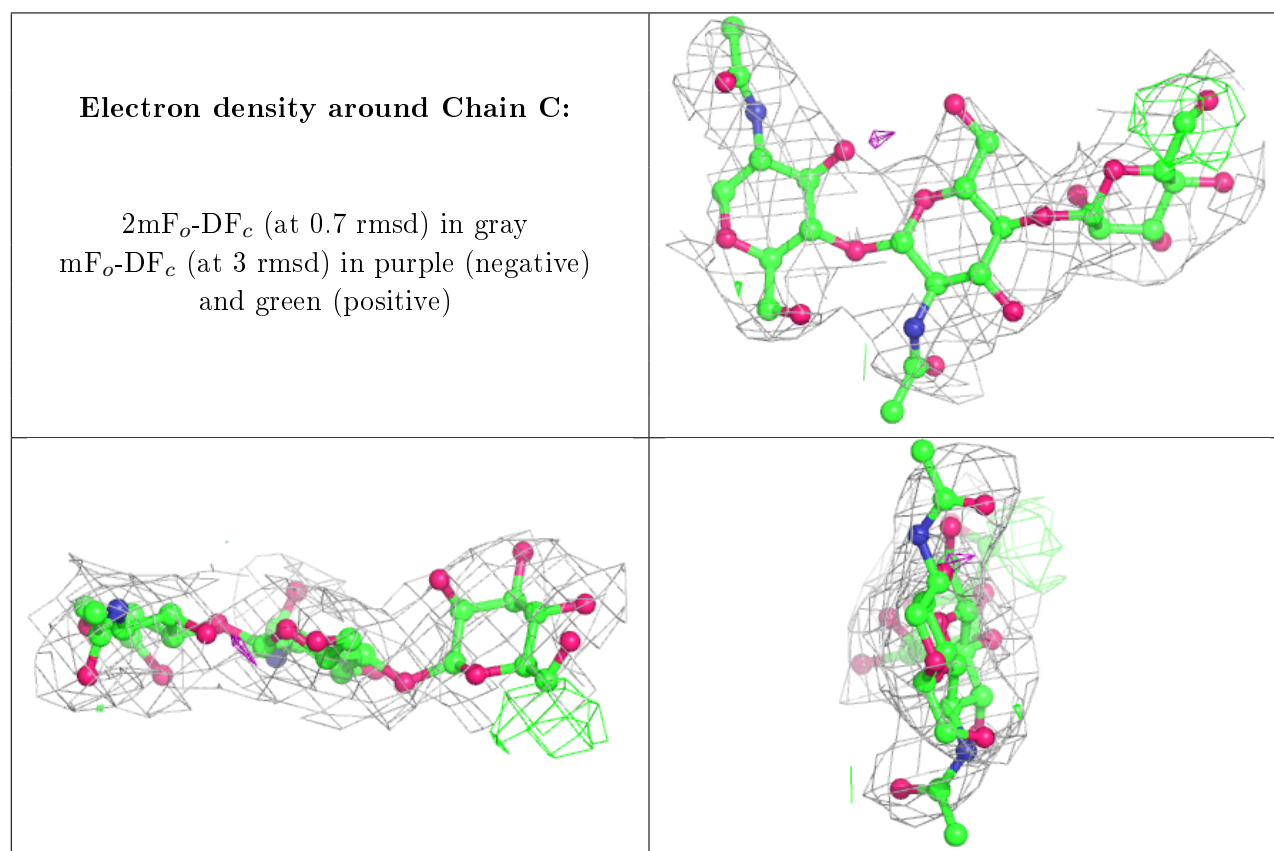 Electron density around Chain C:
2mFo-DFc (at 0.7 rmsd) in gray
mFo-DFc (at 3 rmsd) in purple (negative)
and green (positive)